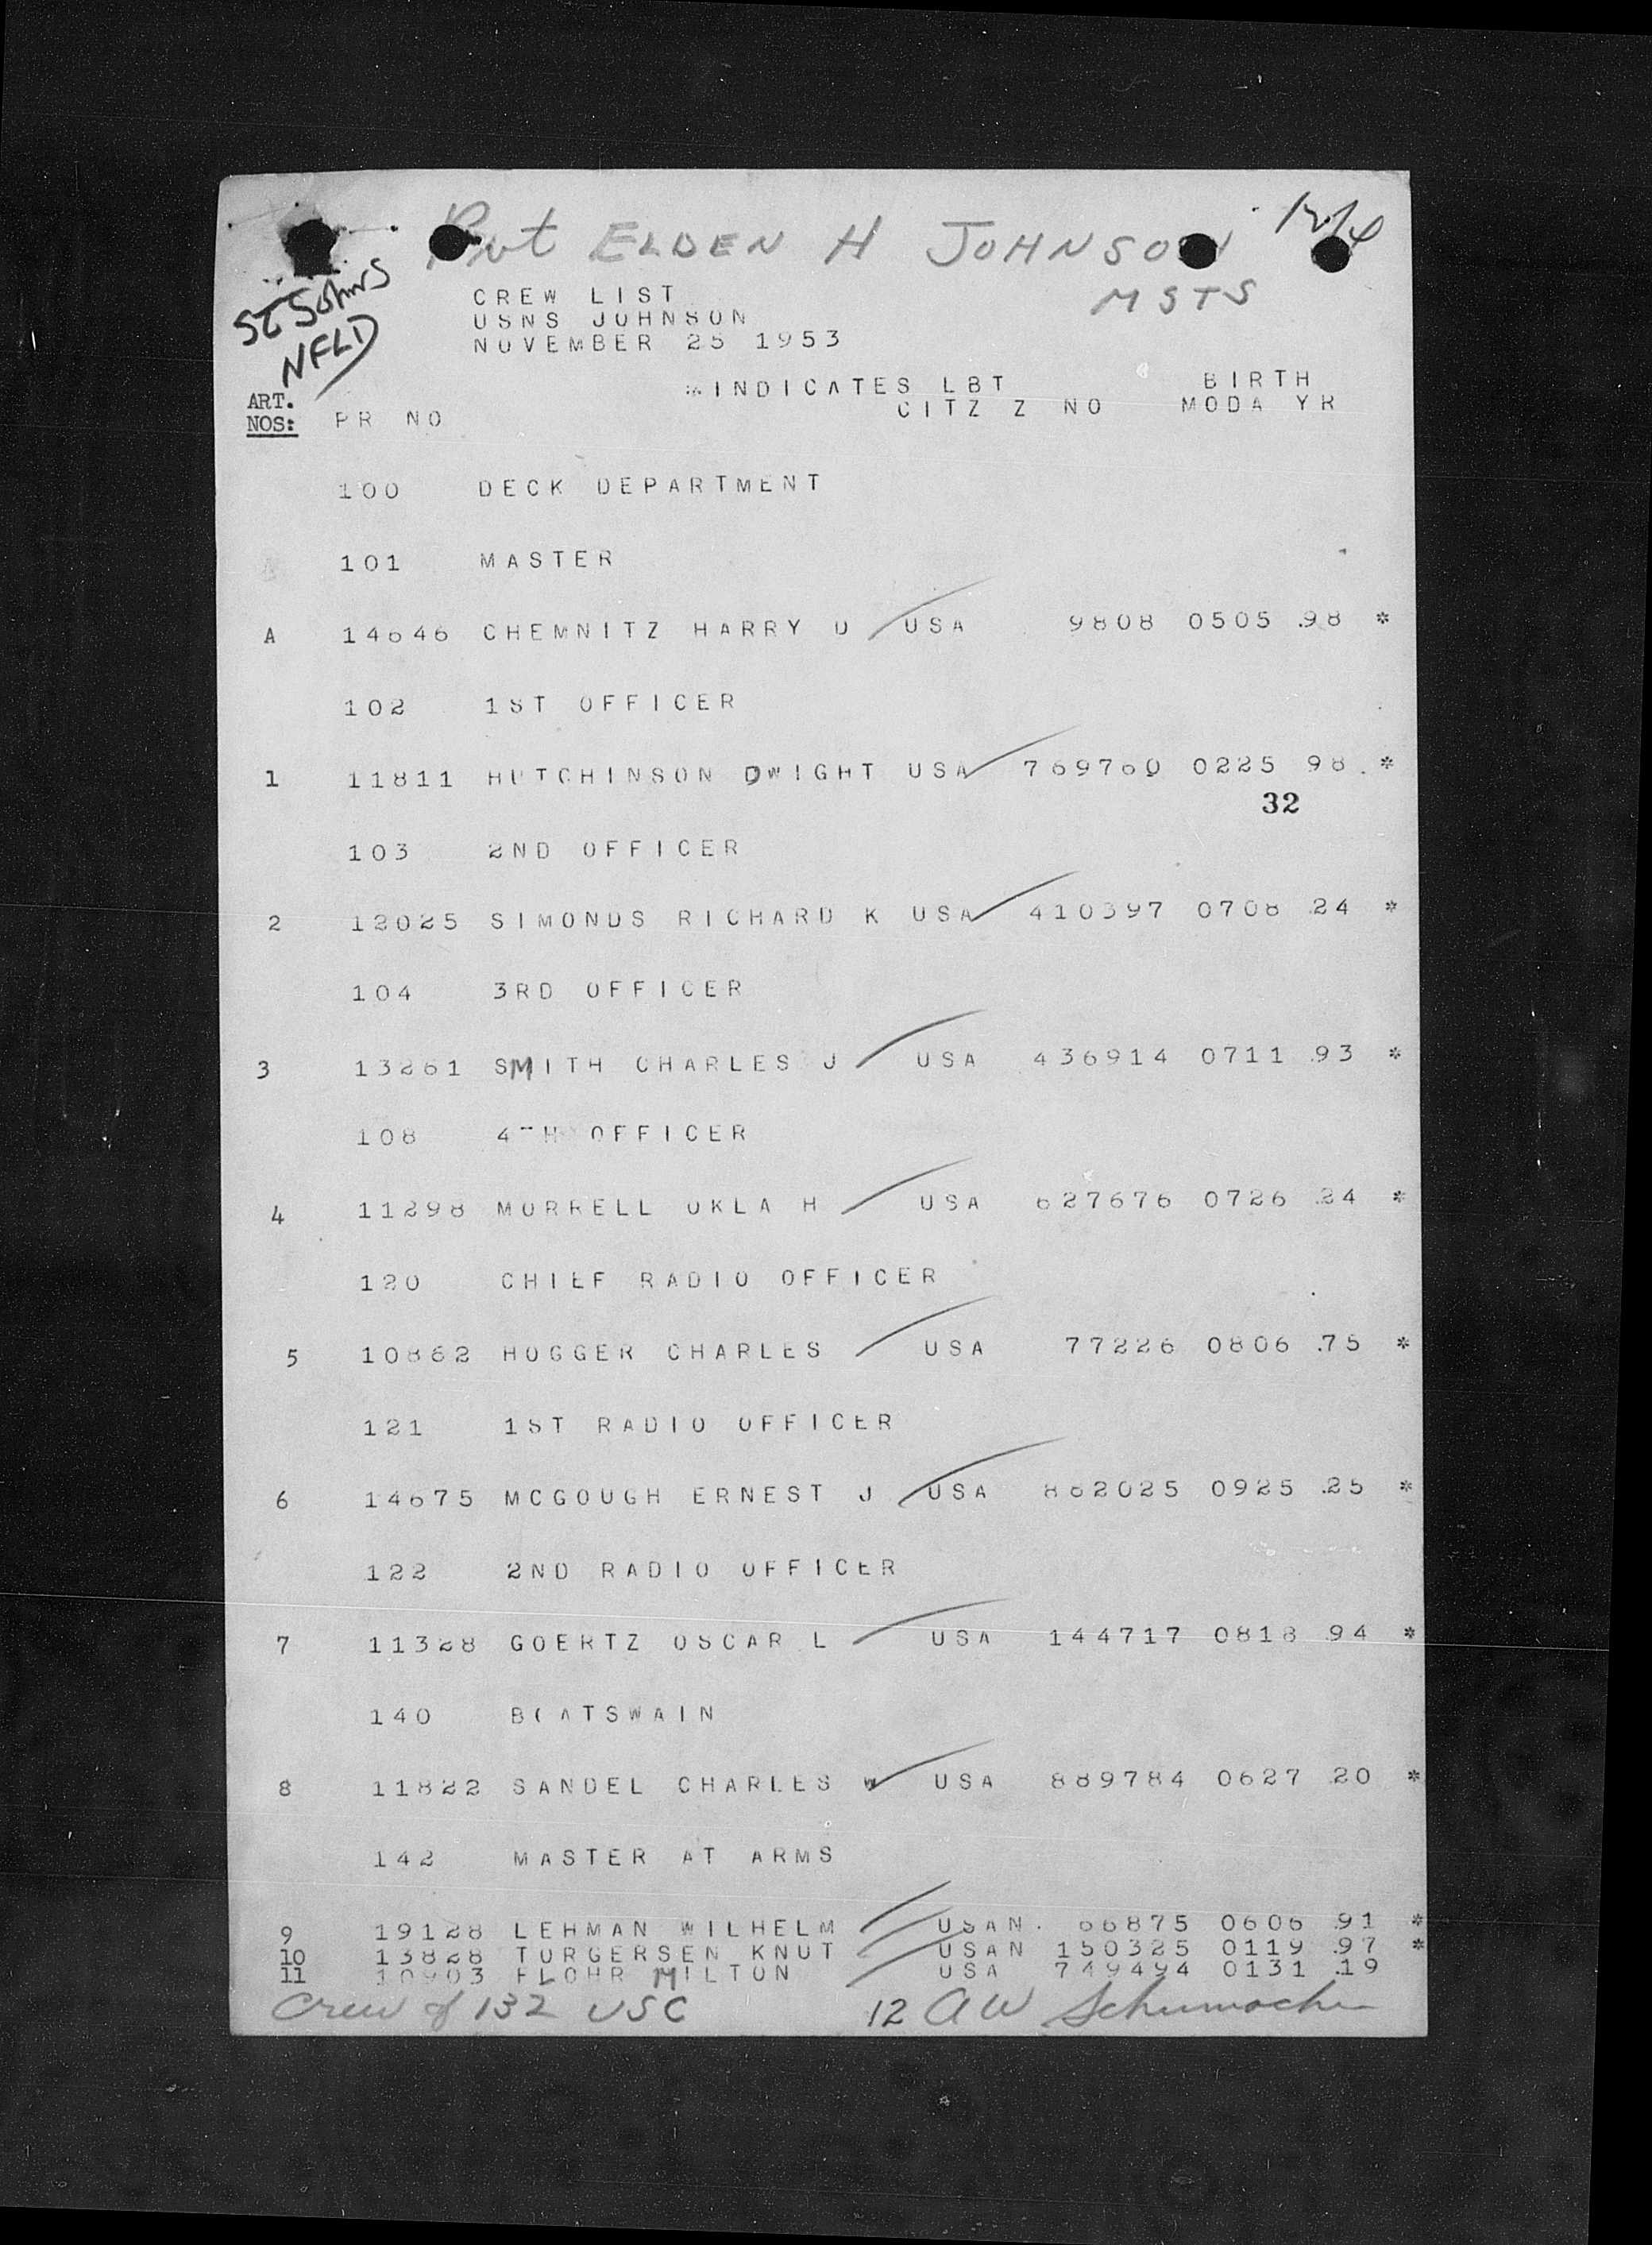 Pvt ELDEN H JOHNSON 12/4
MSTS
St Johns
NFLD
CREW LIST
USNS JOHNSON
NOVEMBER 25 1953
*INDICATES LBT BIRTH
ART.
NOS: PR NO CITZ Z NO MODA YR
100 DECK DEPARTMENT
101 MASTER
A 14646 CHEMNITZ HARRY O USA 9808 0505 98 *
102 1ST OFFICER
1 11811 HUTCHINSON DWIGHT USA 769760 0225 98 *
32
103 2ND OFFICER
2 12025 SIMONDS RICHARD K USA 410397 0708 24 *
104 3RD OFFICER
3 13261 SMITH CHARLES J USA 436914 0711 93 *
108 4TH OFFICER
4 11298 MORRELL OKLA H USA 627676 0726 24 *
120 CHIEF RADIO OFFICER
5 10862 HUGGER CHARLES USA 77226 0806 75 *
121 1ST RADIO OFFICER
6 14675 MCGOUGH ERNEST J USA 862025 0925 25 *
122 2ND RADIO OFFICER
7 11328 GOERTZ OSCAR L USA 144717 0818 94 *
140 BOATSWAIN
8 11822 SANDEL CHARLES W USA 889784 0627 20 *
142 MASTER AT ARMS
9 19128 LEHMAN WILHELM USAN 66875 0606 91 *
10 13828 TORGERSEN KNUT USAN 150325 0119 97 *
11 10903 FLOHR MILTON USA 749494 0131 19
Crew of 132 USC 12 AW Schumacher